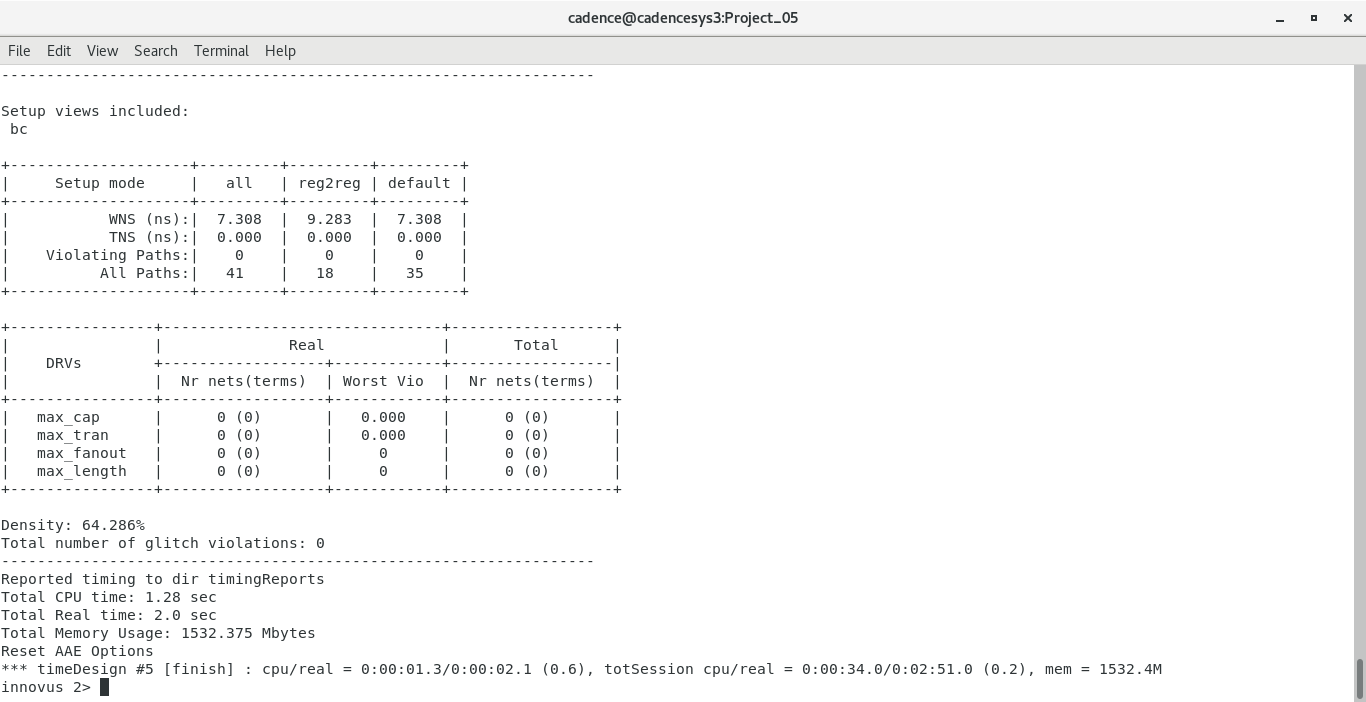 cadence@cadencesys3:Project_05
File Edit View Search Terminal Help
------------------------------------------------------------------
Setup views included:
 bc
+--------------------+---------+---------+---------+
|     Setup mode     |   all   | reg2reg | default |
+--------------------+---------+---------+---------+
|           WNS (ns):|  7.308  |  9.283  |  7.308  |
|           TNS (ns):|  0.000  |  0.000  |  0.000  |
|    Violating Paths:|    0    |    0    |    0    |
|          All Paths:|   41    |   18    |   35    |
+--------------------+---------+---------+---------+
+----------------+-------------------------------+------------------+
|                |              Real             |       Total      |
|    DRVs        +------------------+------------+------------------|
|                |  Nr nets(terms)  | Worst Vio  |  Nr nets(terms)  |
+----------------+------------------+------------+------------------+
|   max_cap      |      0 (0)       |   0.000    |      0 (0)       |
|   max_tran     |      0 (0)       |   0.000    |      0 (0)       |
|   max_fanout   |      0 (0)       |     0      |      0 (0)       |
|   max_length   |      0 (0)       |     0      |      0 (0)       |
+----------------+------------------+------------+------------------+
Density: 64.286%
Total number of glitch violations: 0
------------------------------------------------------------------
Reported timing to dir timingReports
Total CPU time: 1.28 sec
Total Real time: 2.0 sec
Total Memory Usage: 1532.375 Mbytes
Reset AAE Options
*** timeDesign #5 [finish] : cpu/real = 0:00:01.3/0:00:02.1 (0.6), totSession cpu/real = 0:00:34.0/0:02:51.0 (0.2), mem = 1532.4M
innovus 2>